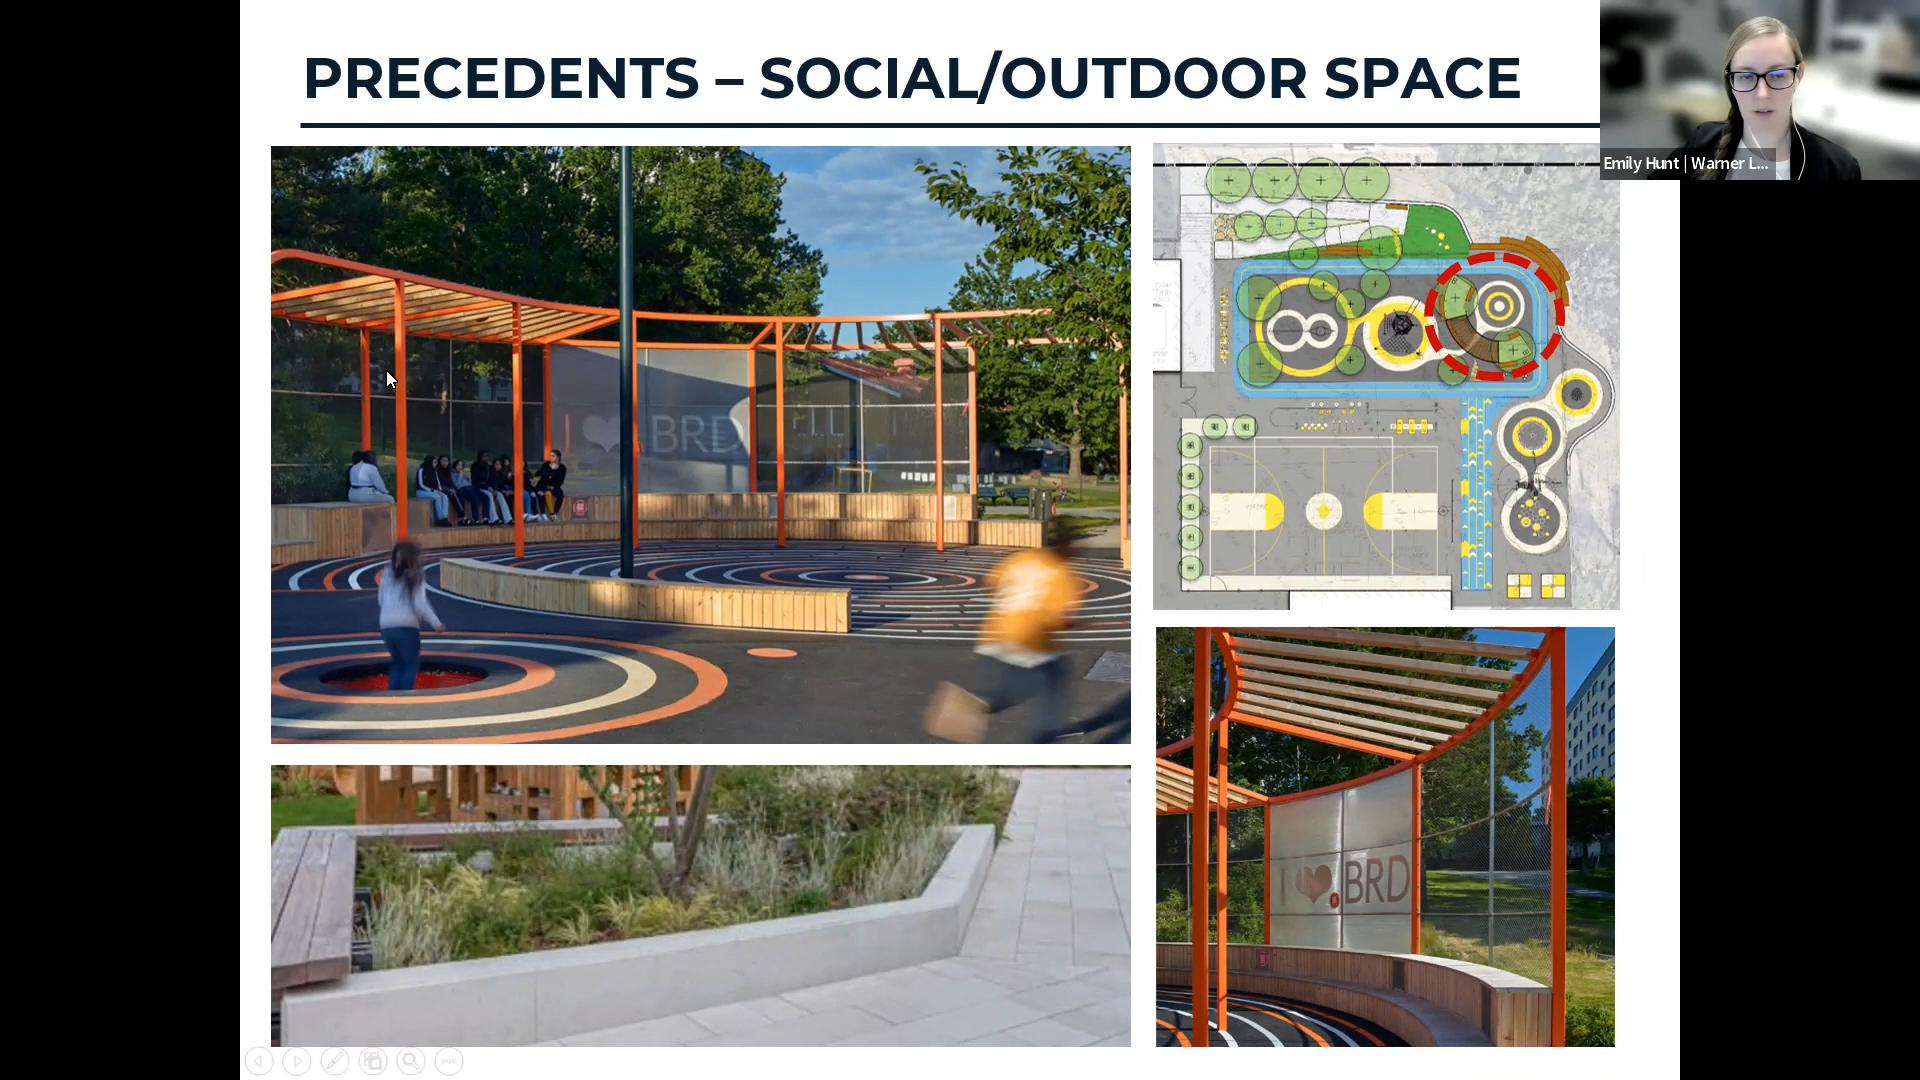 PRECEDENTS – SOCIAL/OUTDOOR SPACE
Emily Hunt | Warner L...
I BRD
I BRD